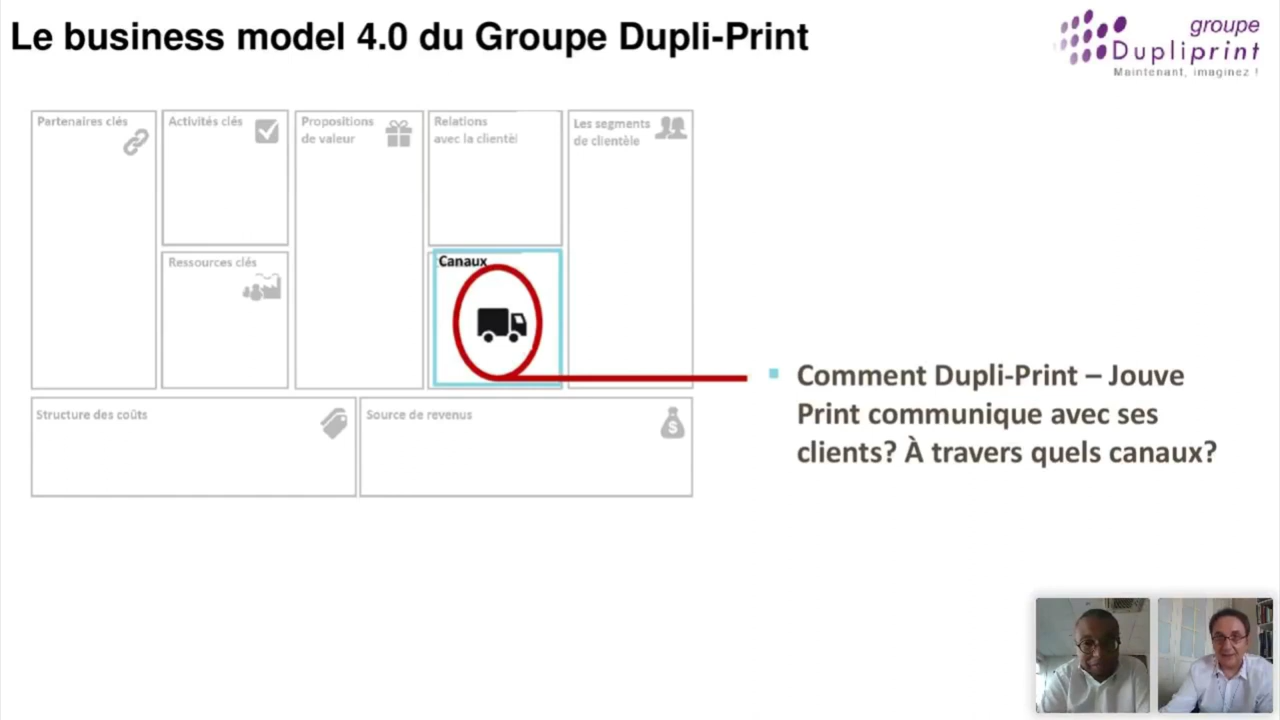 Le business model 4.0 du Groupe Dupli-Print
groupe
Dupliprint
Maintenant, imaginez !
Partenaires clés
Activités clés
Propositions
de valeur
Relations
avec la clientèl
Les segments
de clientèle
Ressources clés
Canaux
Structure des coûts
Source de revenus
$
Comment Dupli-Print – Jouve
Print communique avec ses
clients? À travers quels canaux?